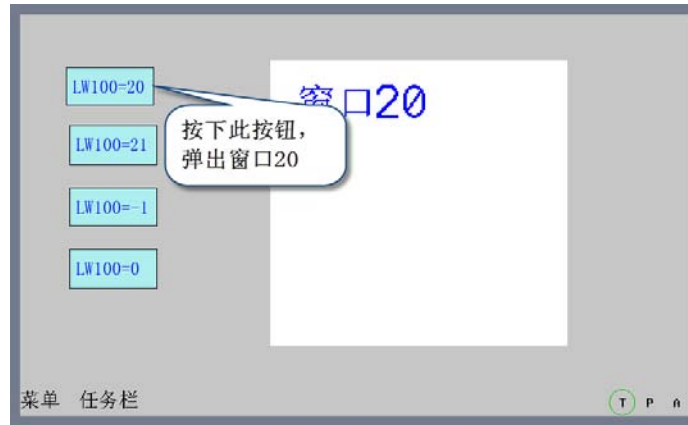 LW100=20
窗口20
按下此按钮，
弹出窗口20
LW100=21
LW100=-1
LW100=0
菜单 任务栏
T P A